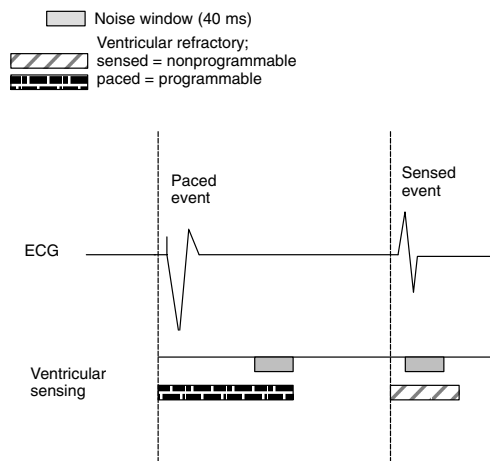 Noise window (40 ms)
Ventricular refractory;
sensed = nonprogrammable
paced = programmable
Paced
event
Sensed
event
ECG
Ventricular
sensing